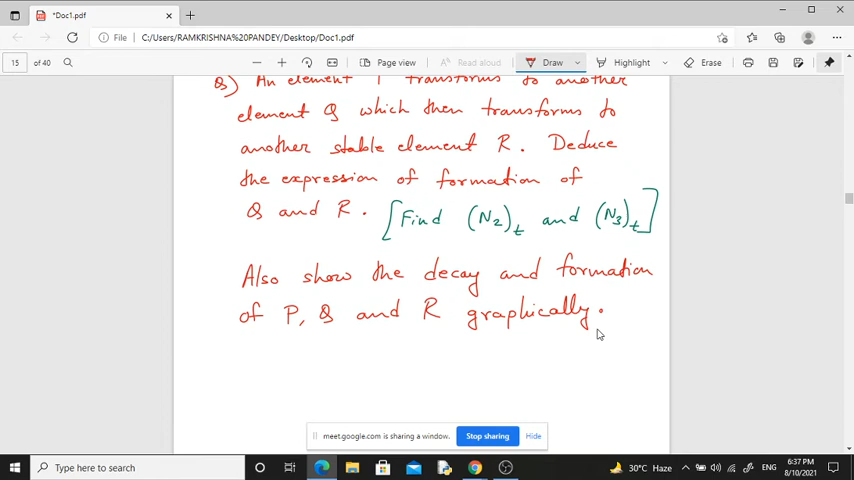 *Doc1.pdf
File
C:/Users/RAMKRISHNA%20PANDEY/Desktop/Doc1.pdf
15 of 40
Page view
Read aloud
Draw
Highlight
Erase
Q) An element P transforms to another
element Q which then transforms to
another stable element R. Deduce
the expression of formation of
Q and R. [Find (N2)t and (N3)t]
Also show the decay and formation
of P, Q and R graphically.
meet.google.com is sharing a window.
Stop sharing
Hide
Type here to search
30°C Haze
ENG
6:37 PM
8/10/2021